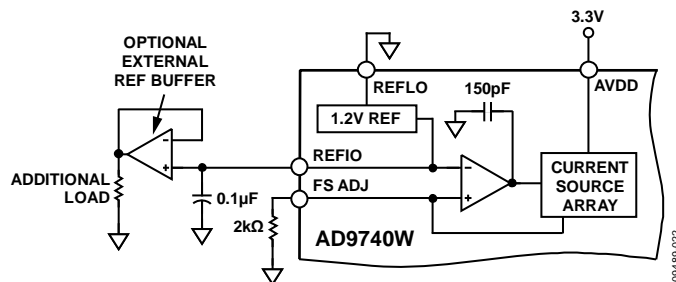 OPTIONAL
EXTERNAL
REF BUFFER
ADDITIONAL
LOAD
0.1µF
2kΩ
3.3V
REFLO
150pF
AVDD
1.2V REF
REFIO
FS ADJ
CURRENT
SOURCE
ARRAY
AD9740W
-
+
-
+